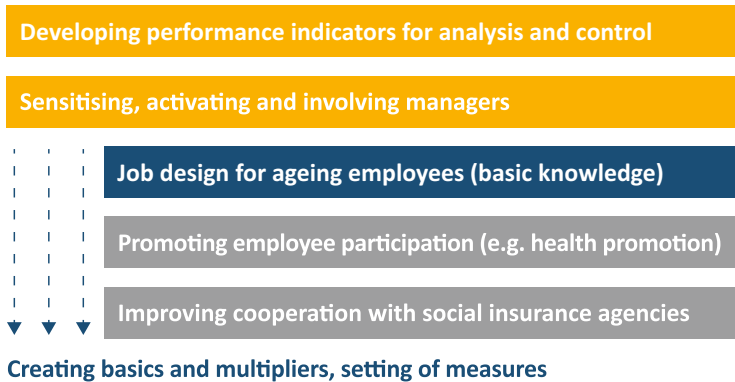 Developing performance indicators for analysis and control
Sensitising, activating and involving managers
Job design for ageing employees (basic knowledge)
Promoting employee participation (e.g. health promotion)
Improving cooperation with social insurance agencies
Creating basics and multipliers, setting of measures